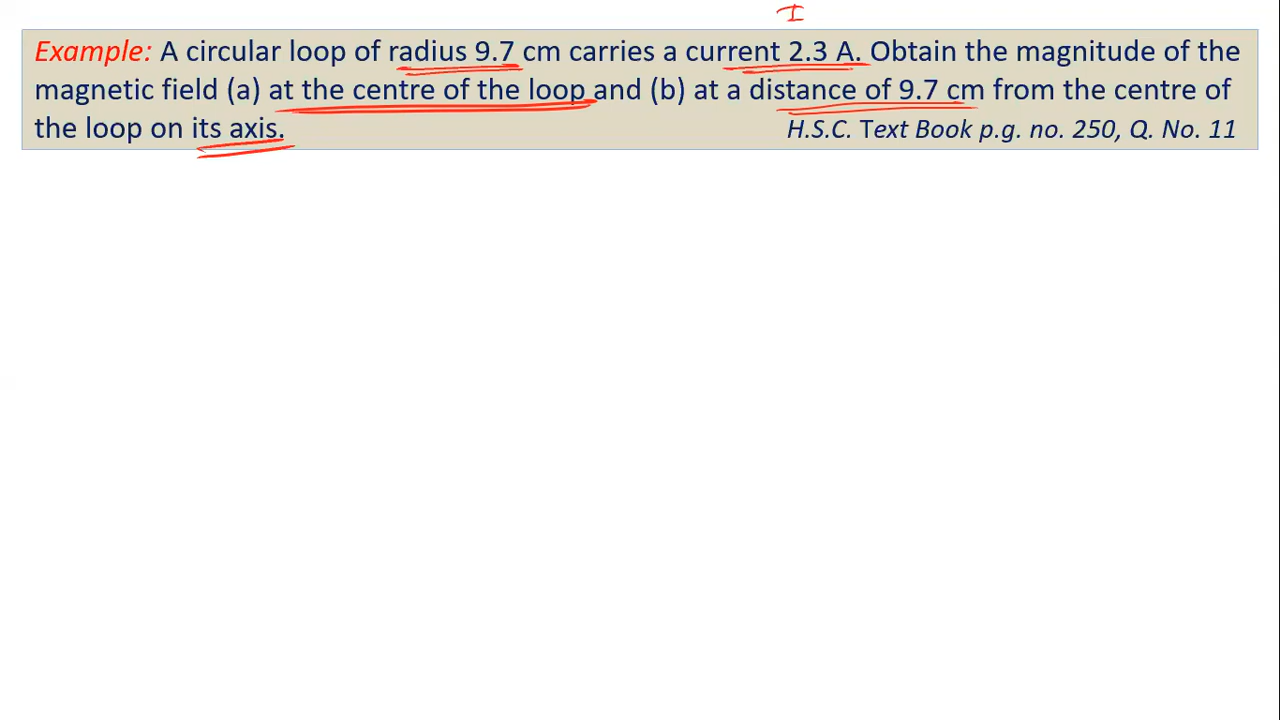 I
Example: A circular loop of radius 9.7 cm carries a current 2.3 A. Obtain the magnitude of the
magnetic field (a) at the centre of the loop and (b) at a distance of 9.7 cm from the centre of
the loop on its axis. H.S.C. Text Book p.g. no. 250, Q. No. 11